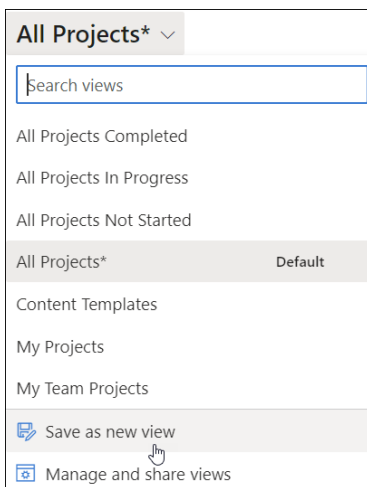 All Projects*
Search views
All Projects Completed
All Projects In Progress
All Projects Not Started
All Projects* Default
Content Templates
My Projects
My Team Projects
Save as new view
Manage and share views